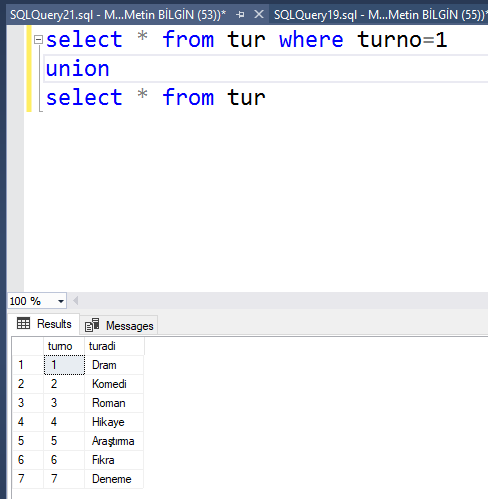 SQLQuery21.sql - M...Metin BİLGİN (53))* SQLQuery19.sql - M...Metin BİLGİN (55))*
select * from tur where turno=1
union
select * from tur
100 %
Results Messages
turno turadi
1 1 Dram
2 2 Komedi
3 3 Roman
4 4 Hikaye
5 5 Araştırma
6 6 Fıkra
7 7 Deneme